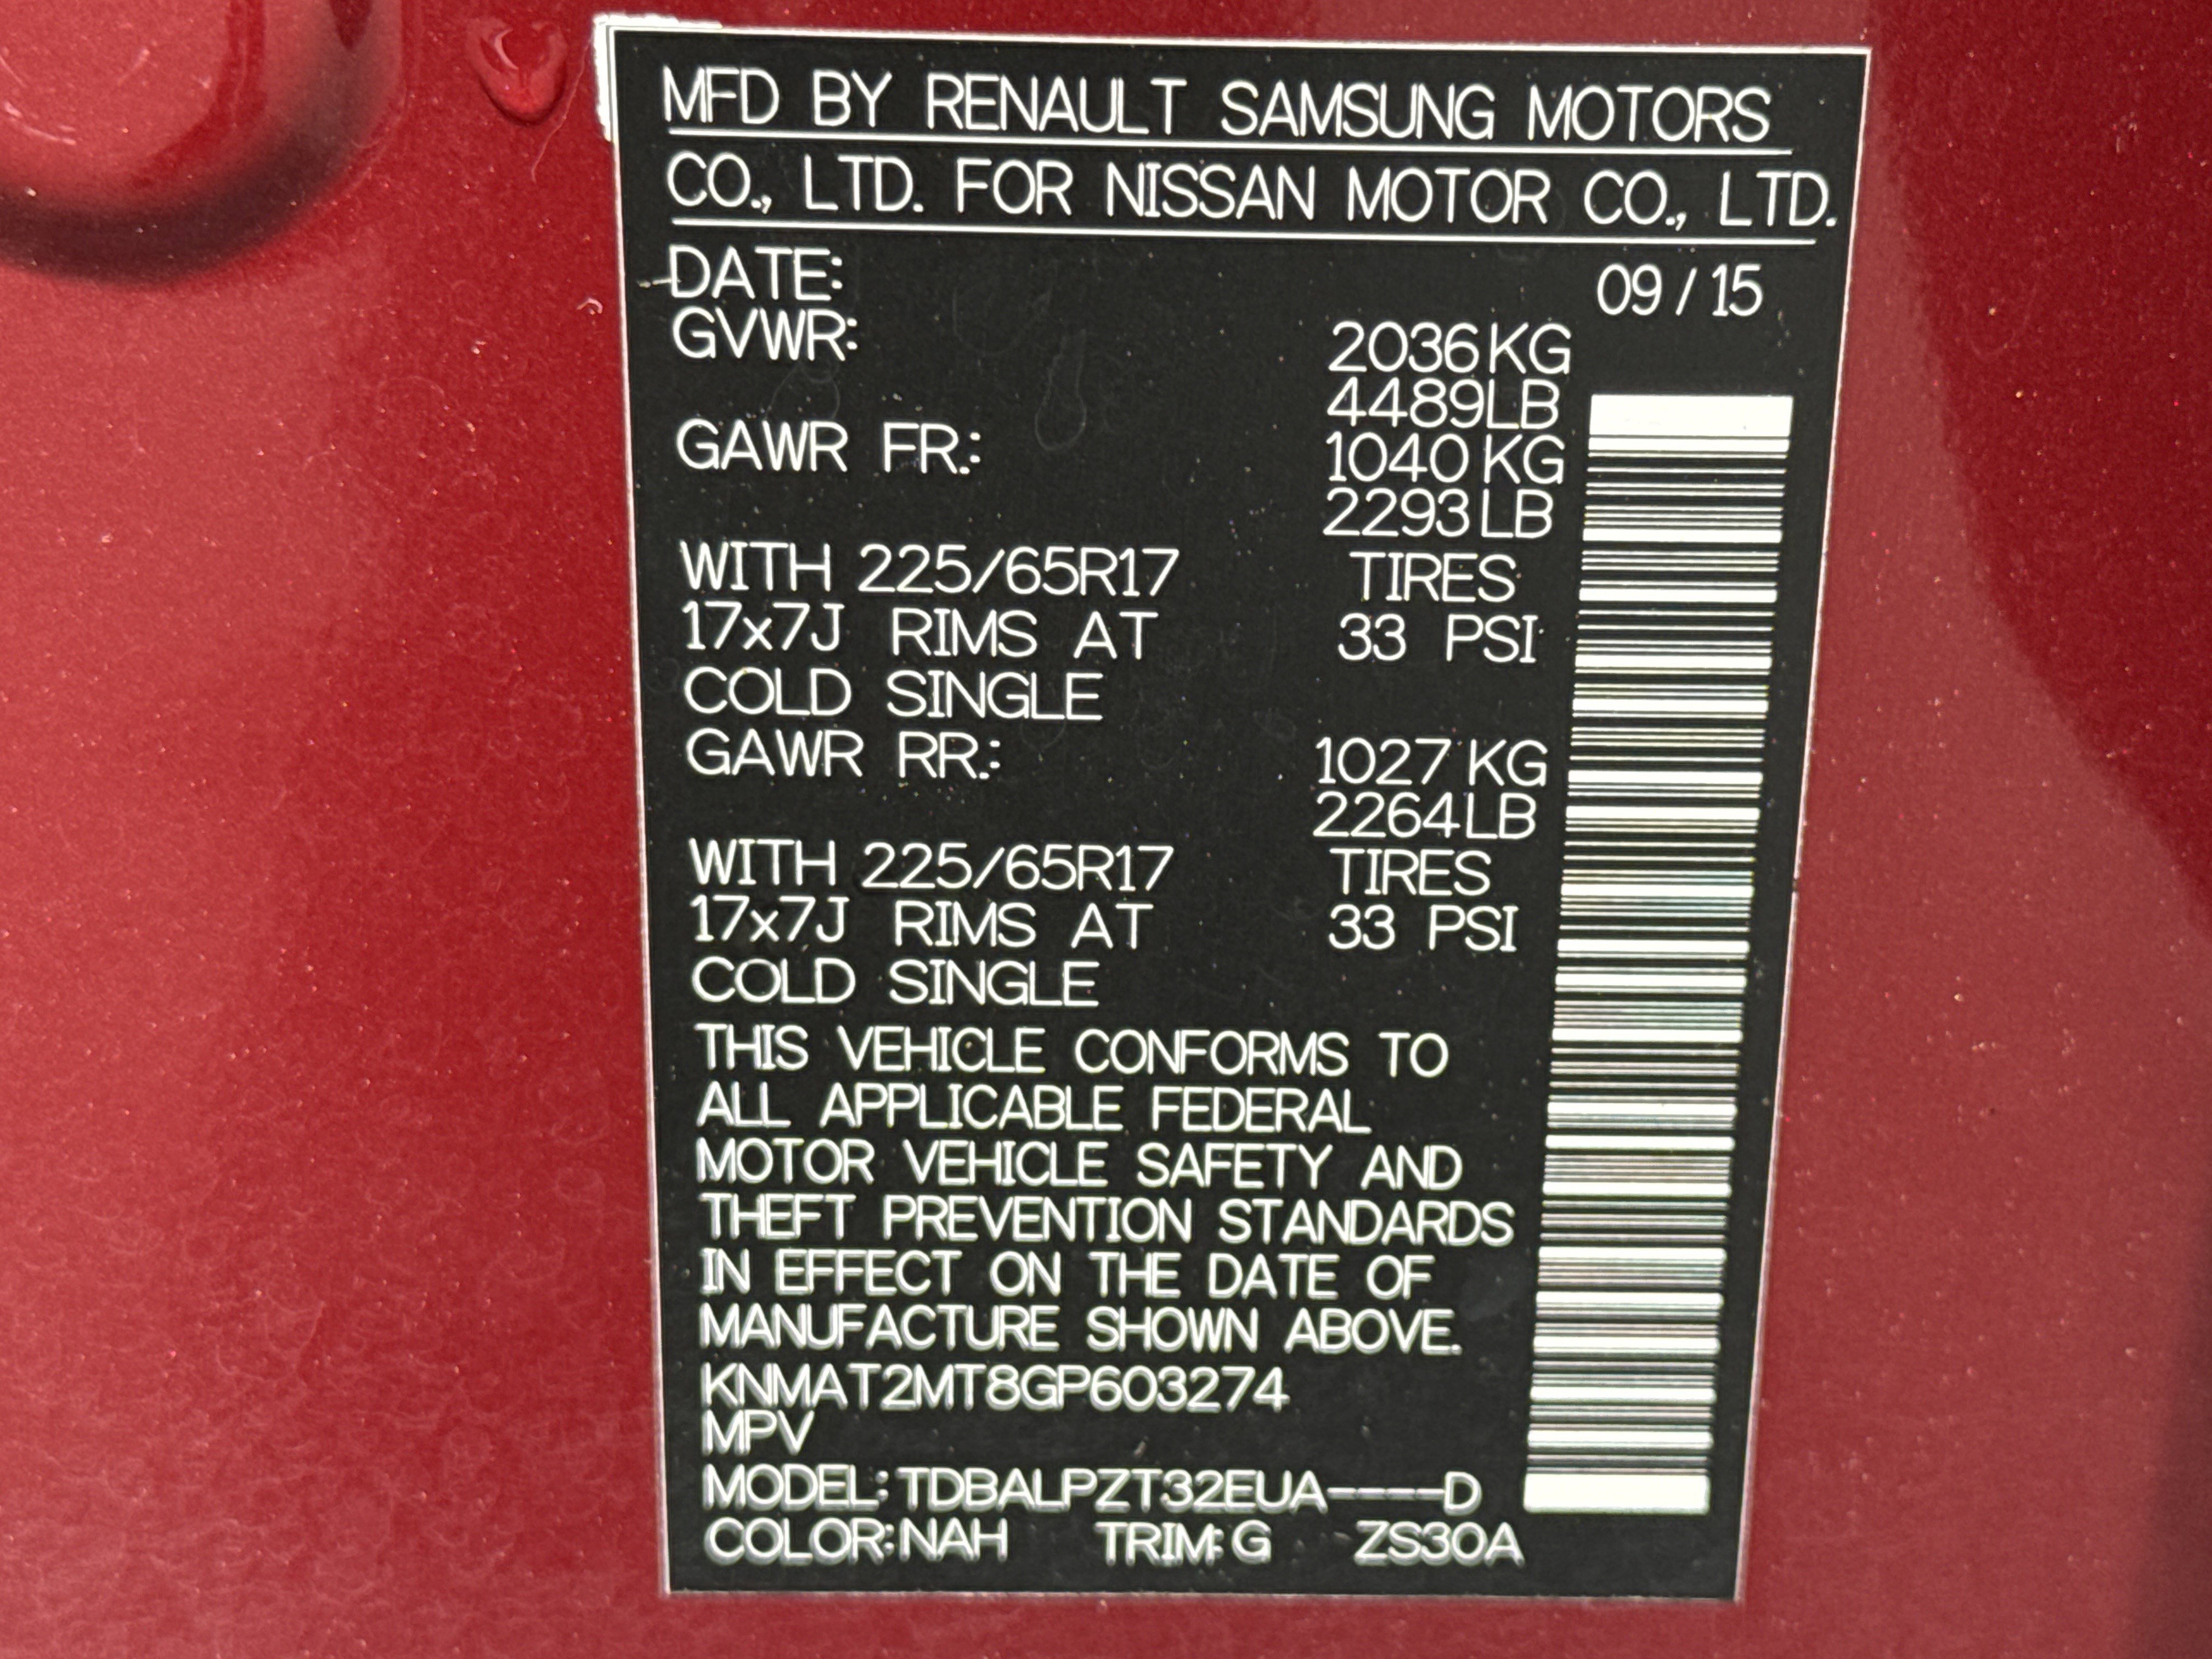 MFD BY RENAULT SAMSUNG MOTORS
CO., LTD. FOR NISSAN MOTOR CO., LTD.
DATE: 09 / 15
GVWR: 2036 KG
4489 LB
GAWR FR.: 1040 KG
2293 LB
WITH 225/65R17 TIRES
17x7J RIMS AT 33 PSI
COLD SINGLE
GAWR RR.: 1027 KG
2264 LB
WITH 225/65R17 TIRES
17x7J RIMS AT 33 PSI
COLD SINGLE
THIS VEHICLE CONFORMS TO
ALL APPLICABLE FEDERAL
MOTOR VEHICLE SAFETY AND
THEFT PREVENTION STANDARDS
IN EFFECT ON THE DATE OF
MANUFACTURE SHOWN ABOVE.
KNMAT2MT8GP603274
MPV
MODEL: TDBALPZT32EUA----D
COLOR: NAH TRIM: G ZS30A